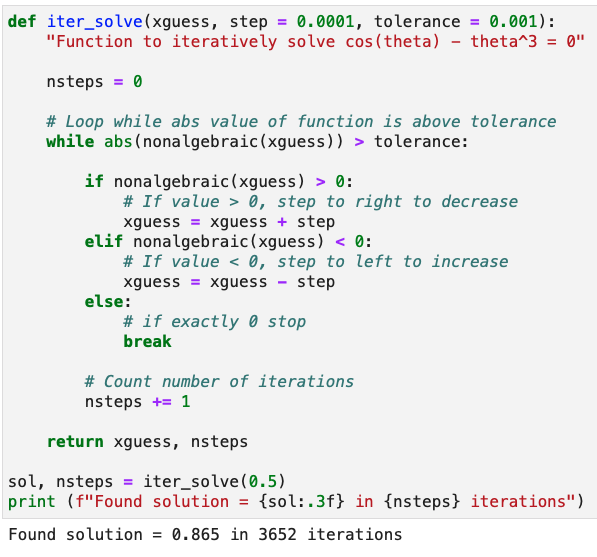 def iter_solve(xguess, step = 0.0001, tolerance = 0.001):
    "Function to iteratively solve cos(theta) - theta^3 = 0"
    nsteps = 0
    # Loop while abs value of function is above tolerance
    while abs(nonalgebraic(xguess)) > tolerance:
        if nonalgebraic(xguess) > 0:
            # If value > 0, step to right to decrease
            xguess = xguess + step
        elif nonalgebraic(xguess) < 0:
            # If value < 0, step to left to increase
            xguess = xguess - step
        else:
            # if exactly 0 stop
            break
        # Count number of iterations
        nsteps += 1
    return xguess, nsteps
sol, nsteps = iter_solve(0.5)
print (f"Found solution = {sol:.3f} in {nsteps} iterations")
Found solution = 0.865 in 3652 iterations